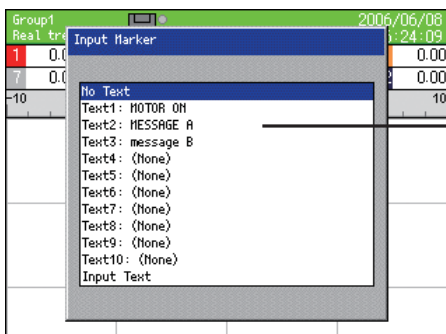 Group1 2006/06/08
Real tre :24:09
Input Marker
1 0.0 0.00
7 0.0 0.00
-10 10
No Text
Text1: MOTOR ON
Text2: MESSAGE A
Text3: message B
Text4: (None)
Text5: (None)
Text6: (None)
Text7: (None)
Text8: (None)
Text9: (None)
Text10: (None)
Input Text